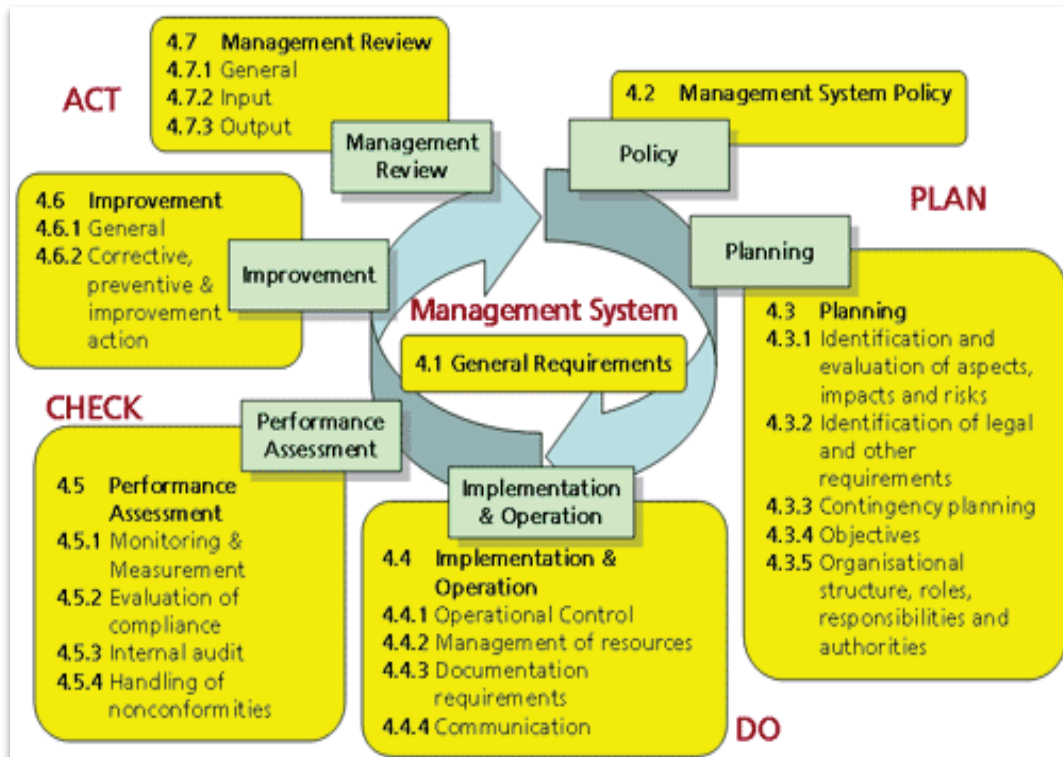 4.7 Management Review
4.7.1 General
4.7.2 Input
4.7.3 Output
ACT
Management
Review
4.2 Management System Policy
Policy
PLAN
Planning
4.3 Planning
4.3.1 Identification and
evaluation of aspects,
impacts and risks
4.3.2 Identification of legal
and other
requirements
4.3.3 Contingency planning
4.3.4 Objectives
4.3.5 Organisational
structure, roles,
responsibilities and
authorities
4.6 Improvement
4.6.1 General
4.6.2 Corrective,
preventive &
improvement
action
Improvement
Management System
4.1 General Requirements
CHECK
Performance
Assessment
4.5 Performance
Assessment
4.5.1 Monitoring &
Measurement
4.5.2 Evaluation of
compliance
4.5.3 Internal audit
4.5.4 Handling of
nonconformities
Implementation
& Operation
4.4 Implementation &
Operation
4.4.1 Operational Control
4.4.2 Management of resources
4.4.3 Documentation
requirements
4.4.4 Communication
DO